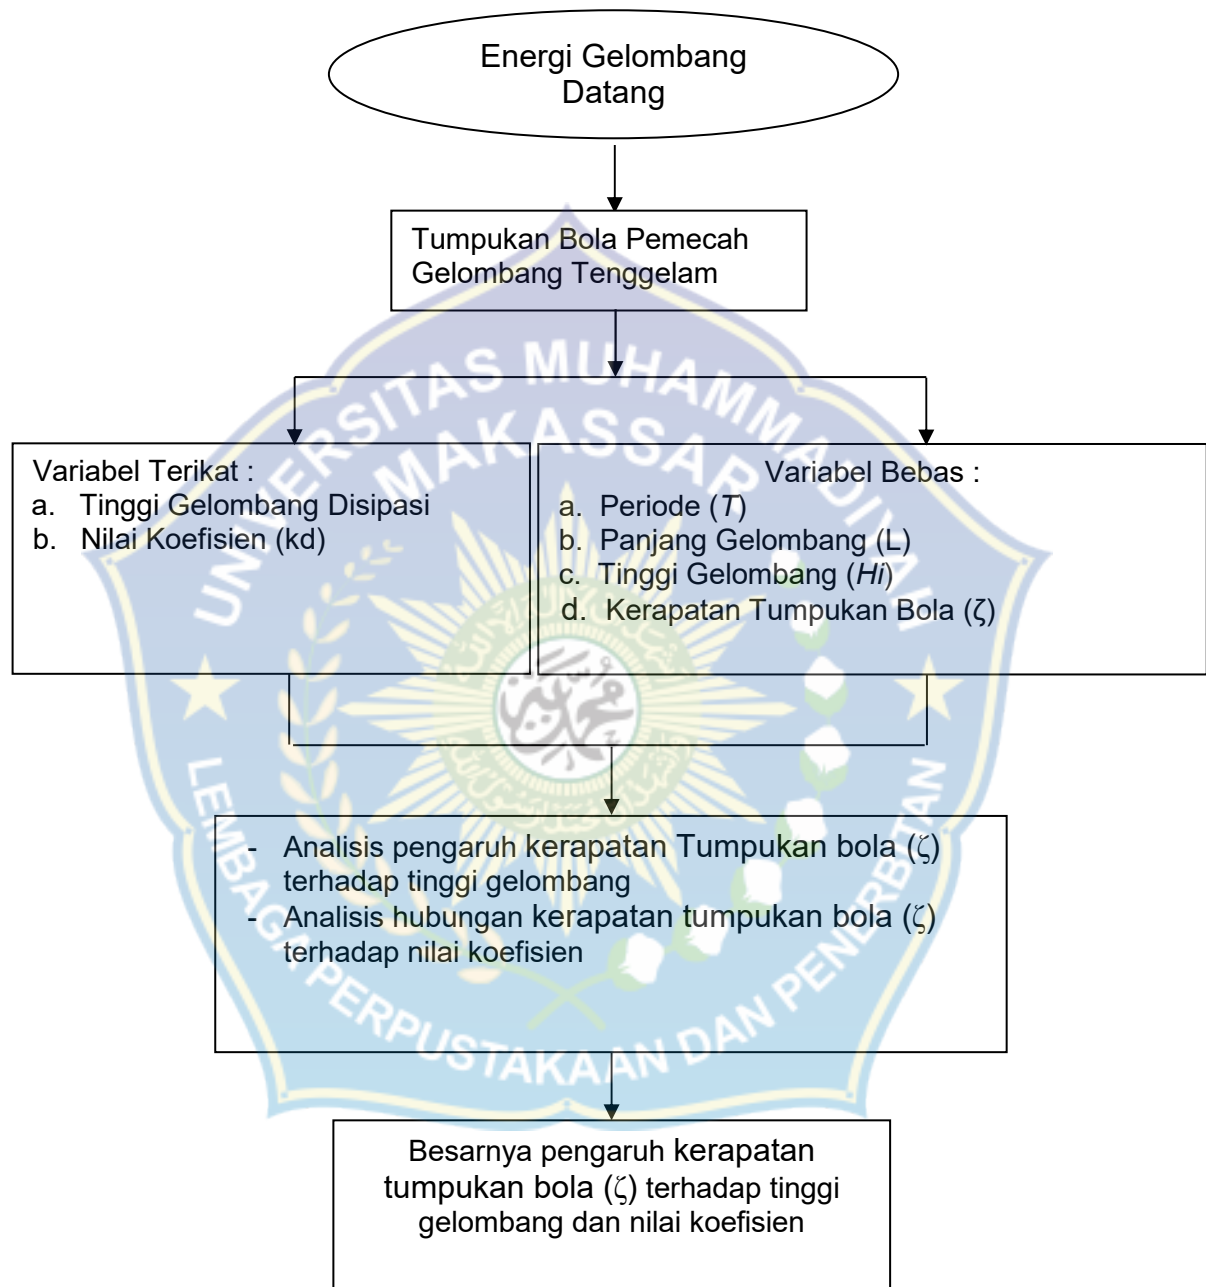 Energi Gelombang
Datang
Tumpukan Bola Pemecah
Gelombang Tenggelam
UNIVERSITAS MUHAMMADIYAH
MAKASSAR
Variabel Terikat :
a. Tinggi Gelombang Disipasi
b. Nilai Koefisien (kd)
Variabel Bebas :
a. Periode (T)
b. Panjang Gelombang (L)
c. Tinggi Gelombang (Hi)
d. Kerapatan Tumpukan Bola (ζ)
- Analisis pengaruh kerapatan Tumpukan bola (ζ)
terhadap tinggi gelombang
- Analisis hubungan kerapatan tumpukan bola (ζ)
terhadap nilai koefisien
LEMBAGA PERPUSTAKAAN DAN PENERBITAN
Besarnya pengaruh kerapatan
tumpukan bola (ζ) terhadap tinggi
gelombang dan nilai koefisien